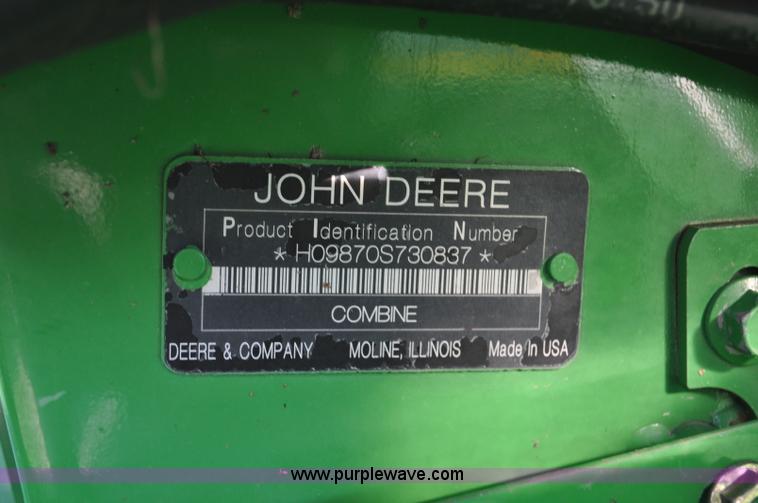 JOHN DEERE
Product Identification Number
* H09870S730837 *
COMBINE
DEERE & COMPANY MOLINE, ILLINOIS Made In USA
www.purplewave.com